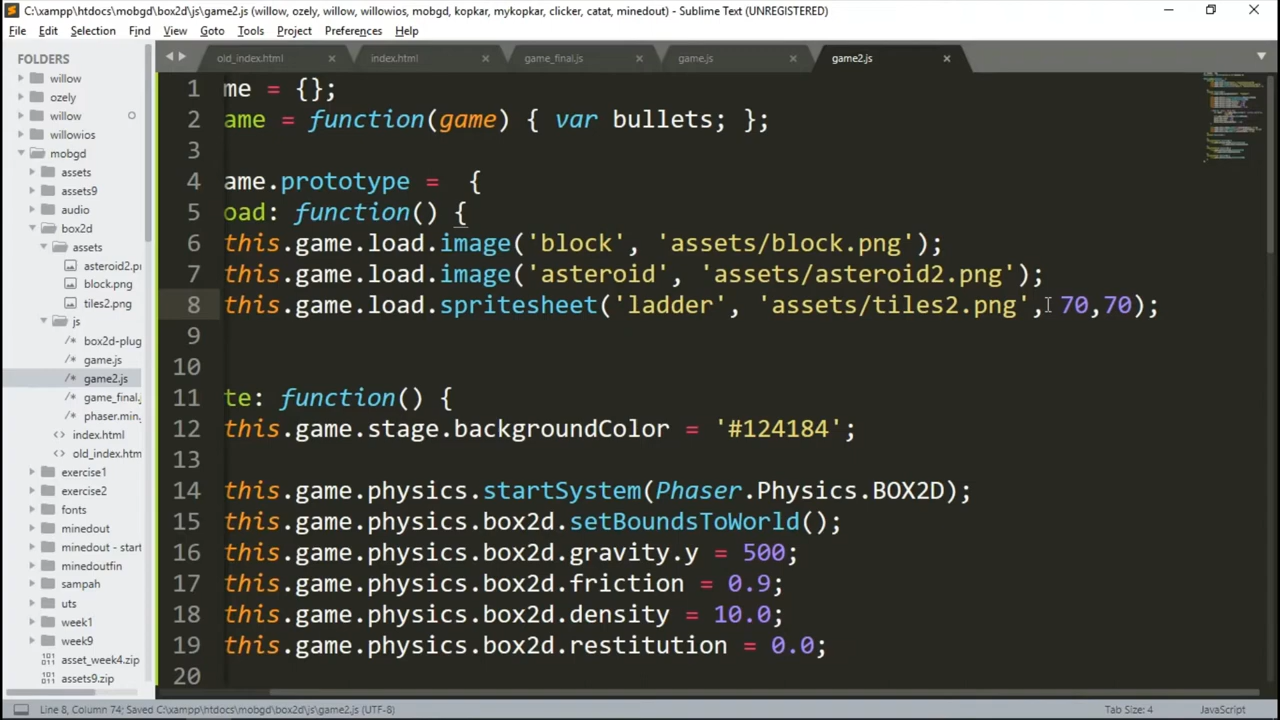 C:\xampp\htdocs\mobgd\box2d\js\game2.js (willow, ozely, willowios, mobgd, kopkar, mykopkar, clicker, catat, minedout) - Sublime Text (UNREGISTERED)
File Edit Selection Find View Goto Tools Project Preferences Help
old_index.html index.html game_final.js game.js game2.js
FOLDERS
willow
ozely
willow
willowios
mobgd
assets
assets9
audio
box2d
assets
asteroid2.pn
block.png
tiles2.png
js
box2d-plug
game.js
game2.js
game_final.
phaser.min.
index.html
old_index.htm
exercise1
exercise2
fonts
minedout
minedout - start
minedoutfin
sampah
uts
week1
week9
asset_week4.zip
assets9.zip
1 me = {};
2 ame = function(game) { var bullets; };
3
4 ame.prototype =  {
5 oad: function() {
6 this.game.load.image('block', 'assets/block.png');
7 this.game.load.image('asteroid', 'assets/asteroid2.png');
8 this.game.load.spritesheet('ladder', 'assets/tiles2.png', 70,70);
9
10
11 te: function() {
12 this.game.stage.backgroundColor = '#124184';
13
14 this.game.physics.startSystem(Phaser.Physics.BOX2D);
15 this.game.physics.box2d.setBoundsToWorld();
16 this.game.physics.box2d.gravity.y = 500;
17 this.game.physics.box2d.friction = 0.9;
18 this.game.physics.box2d.density = 10.0;
19 this.game.physics.box2d.restitution = 0.0;
20
Line 8, Column 74; Saved C:\xampp\htdocs\mobgd\box2d\js\game2.js (UTF-8) Tab Size: 4 JavaScript